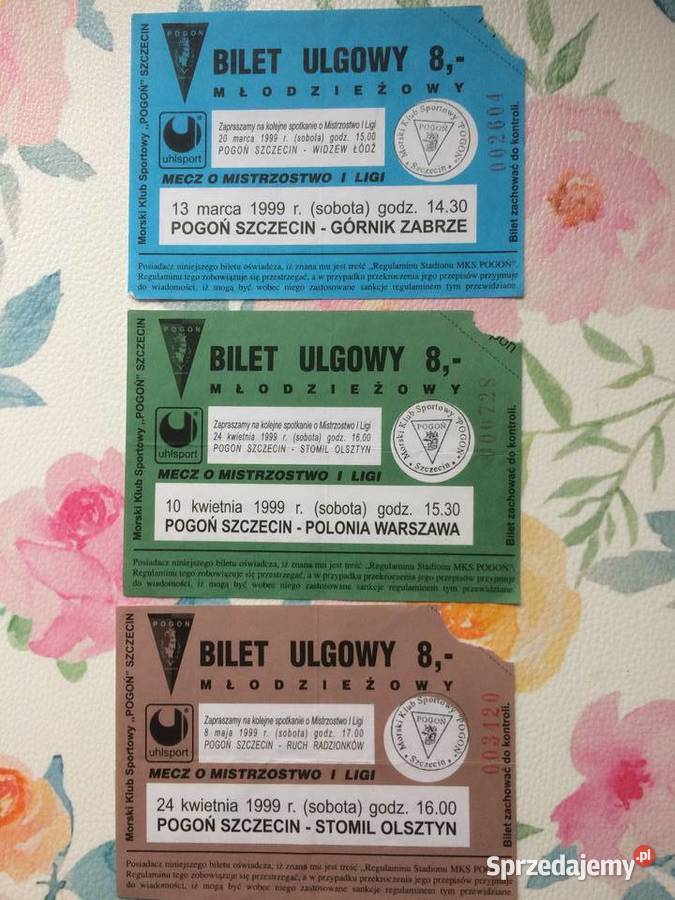 POGOŃ
BILET ULGOWY 8,-
MŁODZIEŻOWY
Morski Klub Sportowy „POGOŃ" SZCZECIN
uhlsport
Zapraszamy na kolejne spotkanie o Mistrzostwo I Ligi
20 marca 1999 r. (sobota) godz. 15.00
POGOŃ SZCZECIN - WIDZEW ŁÓDŹ
Morski Klub Sportowy „POGOŃ"
POGOŃ
Szczecin
002604
Bilet zachować do kontroli.
MECZ O MISTRZOSTWO I LIGI
13 marca 1999 r. (sobota) godz. 14.30
POGOŃ SZCZECIN - GÓRNIK ZABRZE
Posiadacz niniejszego biletu oświadcza, iż znana mu jest treść „Regulaminu Stadionu MKS POGOŃ".
Regulaminu tego zobowiązuje się przestrzegać, a w przypadku przekroczenia jego przepisów przyjmuje
do wiadomości, iż mogą być wobec niego zastosowane sankcje regulaminem tym przewidziane.
POGOŃ
BILET ULGOWY 8,-
MŁODZIEŻOWY
Morski Klub Sportowy „POGOŃ" SZCZECIN
uhlsport
Zapraszamy na kolejne spotkanie o Mistrzostwo I Ligi
24 kwietnia 1999 r. (sobota) godz. 16.00
POGOŃ SZCZECIN - STOMIL OLSZTYN
Morski Klub Sportowy „POGOŃ"
POGOŃ
Szczecin
000728
Bilet zachować do kontroli.
MECZ O MISTRZOSTWO I LIGI
10 kwietnia 1999 r. (sobota) godz. 15.30
POGOŃ SZCZECIN - POLONIA WARSZAWA
Posiadacz niniejszego biletu oświadcza, iż znana mu jest treść „Regulaminu Stadionu MKS POGOŃ".
Regulaminu tego zobowiązuje się przestrzegać, a w przypadku przekroczenia jego przepisów przyjmuje
do wiadomości, iż mogą być wobec niego zastosowane sankcje regulaminem tym przewidziane.
POGOŃ
BILET ULGOWY 8,-
MŁODZIEŻOWY
Morski Klub Sportowy „POGOŃ" SZCZECIN
uhlsport
Zapraszamy na kolejne spotkanie o Mistrzostwo I Ligi
8 maja 1999 r. (sobota) godz. 17.00
POGOŃ SZCZECIN - RUCH RADZIONKÓW
Morski Klub Sportowy „POGOŃ"
POGOŃ
Szczecin
003420
Bilet zachować do kontroli.
MECZ O MISTRZOSTWO I LIGI
24 kwietnia 1999 r. (sobota) godz. 16.00
POGOŃ SZCZECIN - STOMIL OLSZTYN
Posiadacz niniejszego biletu oświadcza, iż znana mu jest treść „Regulaminu Stadionu MKS POGOŃ".
Regulaminu tego zobowiązuje się przestrzegać, a w przypadku przekroczenia jego przepisów przyjmuje
do wiadomości, iż mogą być wobec niego zastosowane sankcje regulaminem tym przewidziane.
Sprzedajemy.pl